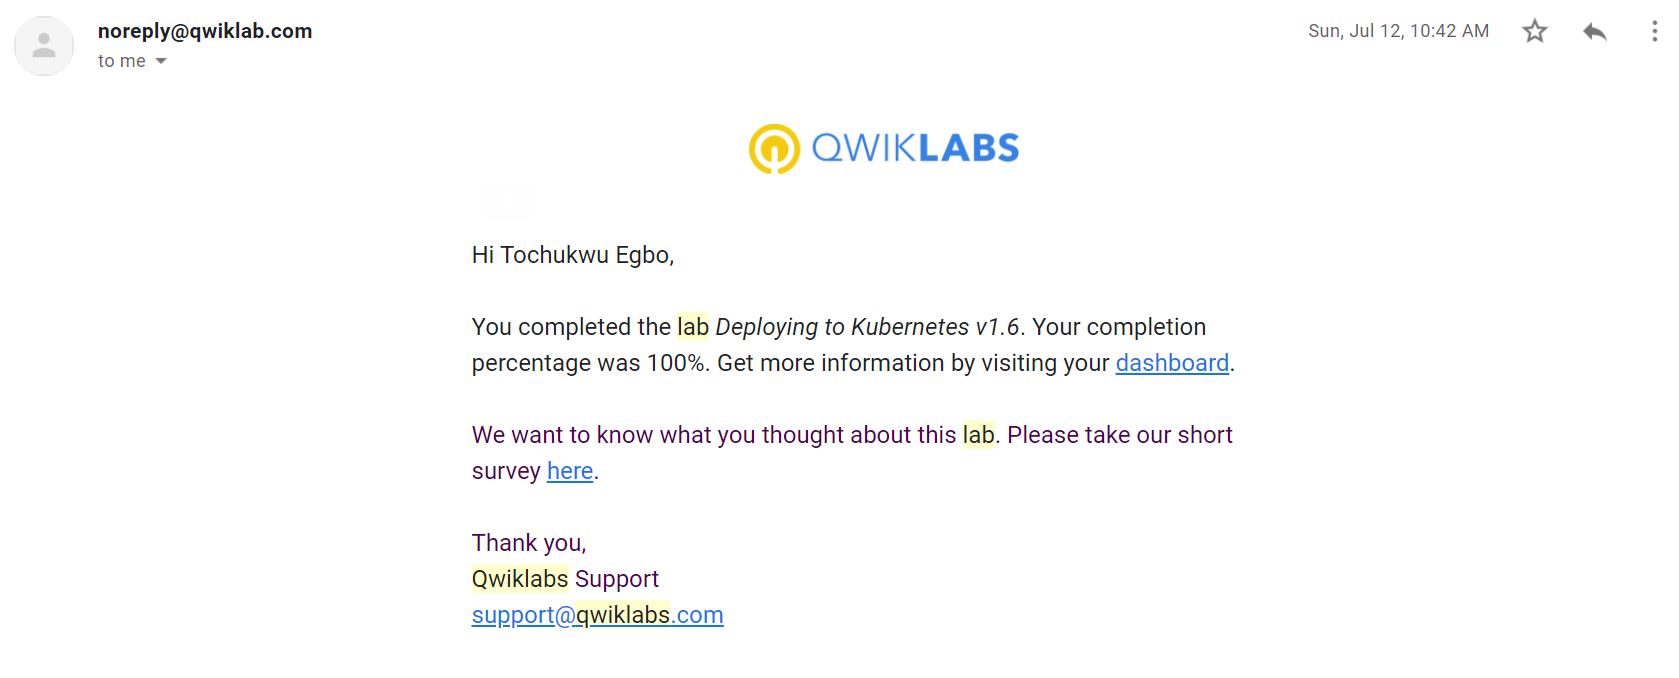 noreply@qwiklab.com
Sun, Jul 12, 10:42 AM
to me
QWIKLABS
Hi Tochukwu Egbo,
You completed the lab Deploying to Kubernetes v1.6. Your completion
percentage was 100%. Get more information by visiting your dashboard.
We want to know what you thought about this lab. Please take our short
survey here.
Thank you,
Qwiklabs Support
support@qwiklabs.com